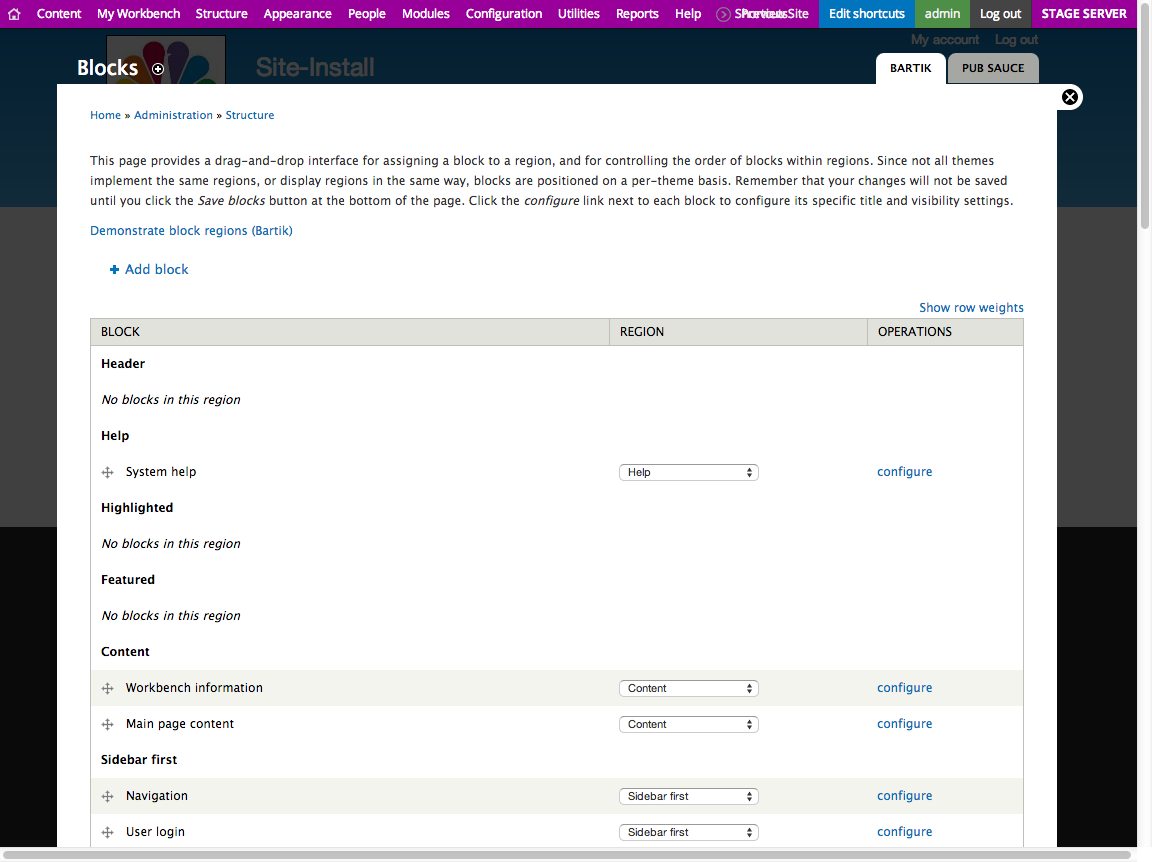 Content My Workbench Structure Appearance People Modules Configuration Utilities Reports Help Edit shortcuts admin Log out STAGE SERVER
My account Log out
Blocks Site-Install BARTIK PUB SAUCE
Home » Administration » Structure
This page provides a drag-and-drop interface for assigning a block to a region, and for controlling the order of blocks within regions. Since not all themes
implement the same regions, or display regions in the same way, blocks are positioned on a per-theme basis. Remember that your changes will not be saved
until you click the Save blocks button at the bottom of the page. Click the configure link next to each block to configure its specific title and visibility settings.
Demonstrate block regions (Bartik)
Add block
Show row weights
BLOCK REGION OPERATIONS
Header
No blocks in this region
Help
System help Help configure
Highlighted
No blocks in this region
Featured
No blocks in this region
Content
Workbench information Content configure
Main page content Content configure
Sidebar first
Navigation Sidebar first configure
User login Sidebar first configure